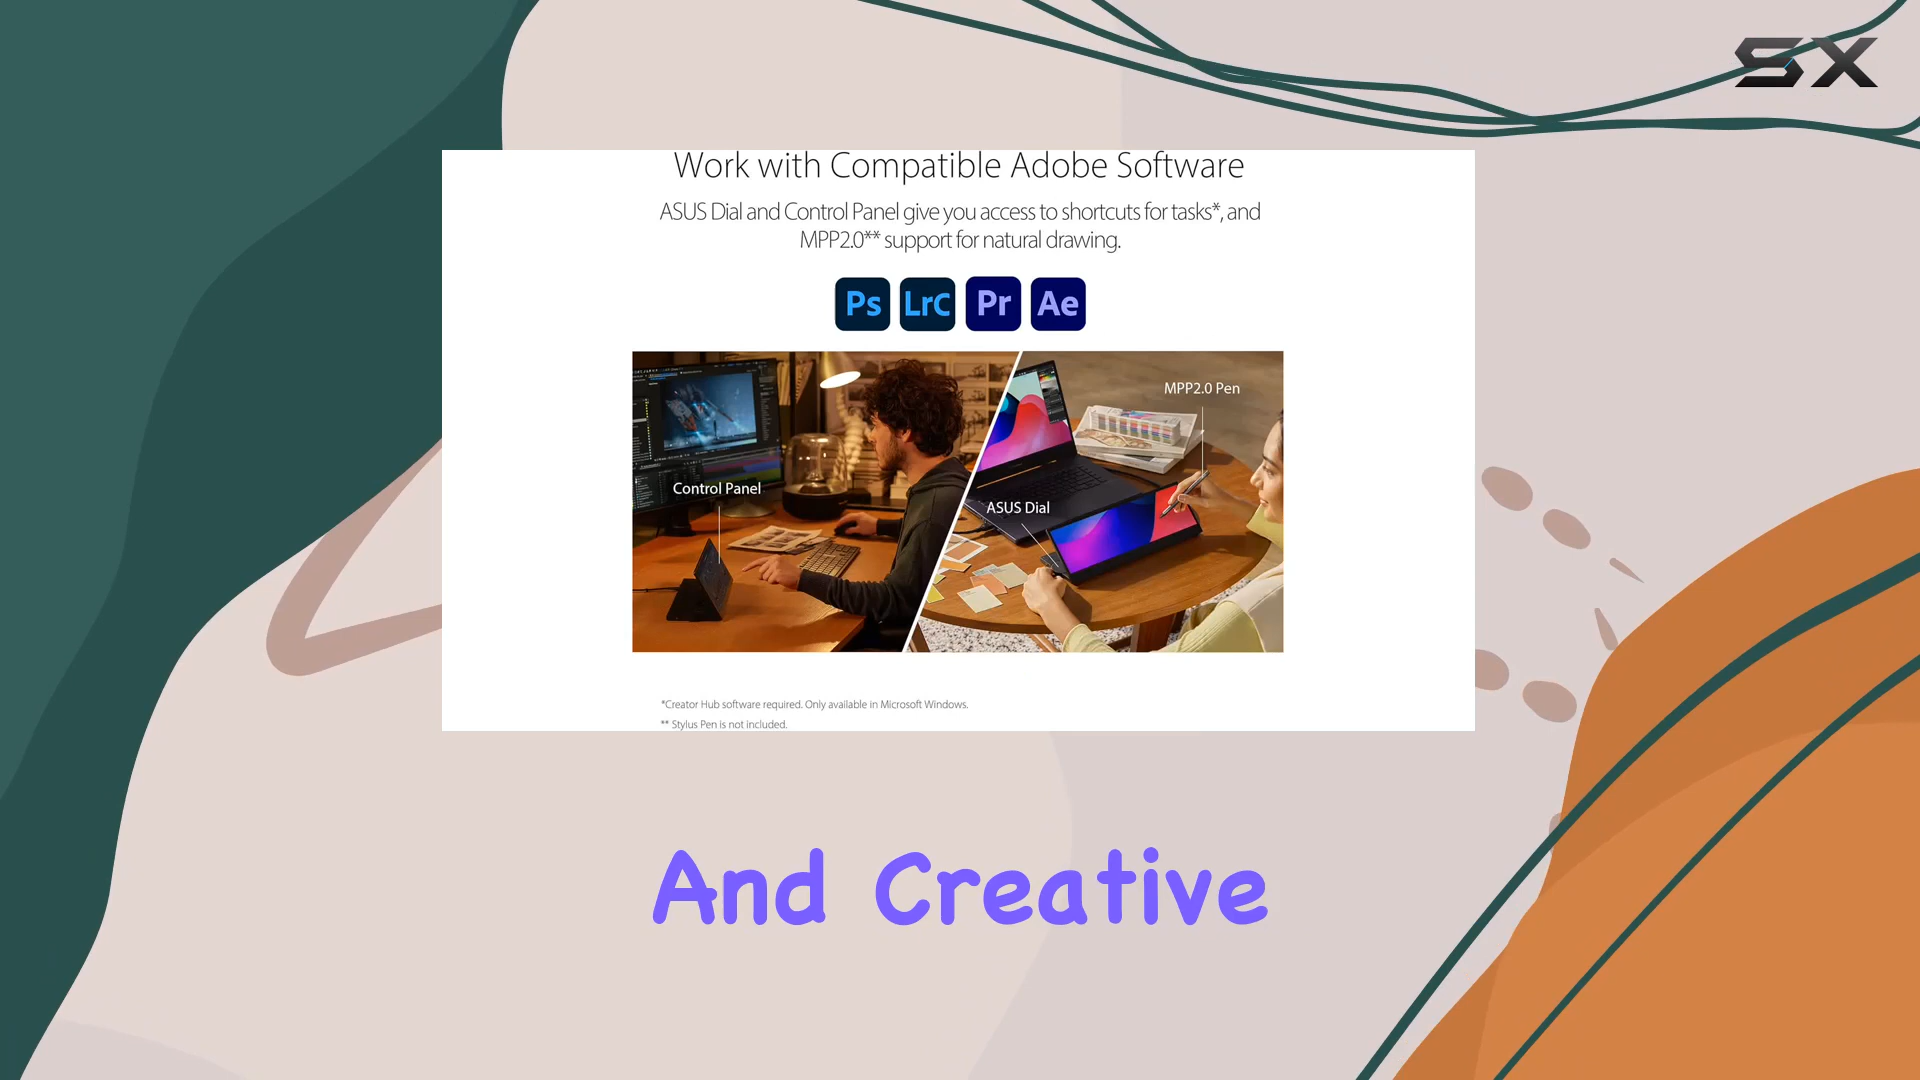 SX
Work with Compatible Adobe Software
ASUS Dial and Control Panel give you access to shortcuts for tasks*, and
MPP2.0** support for natural drawing.
Ps LrC Pr Ae
MPP2.0 Pen
Control Panel
ASUS Dial
*Creator Hub software required. Only available in Microsoft Windows.
** Stylus Pen is not included.
And Creative